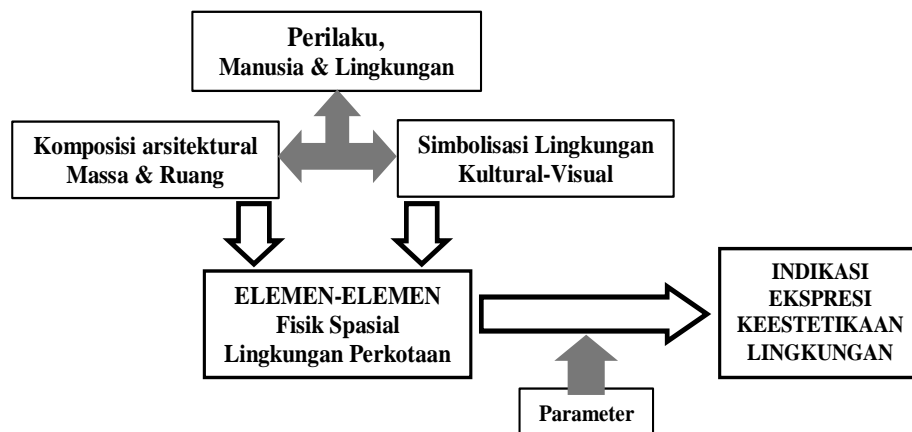 Perilaku,
Manusia & Lingkungan
Komposisi arsitektural
Massa & Ruang
Simbolisasi Lingkungan
Kultural-Visual
ELEMEN-ELEMEN
Fisik Spasial
Lingkungan Perkotaan
INDIKASI
EKSPRESI
KEESTETIKAAN
LINGKUNGAN
Parameter